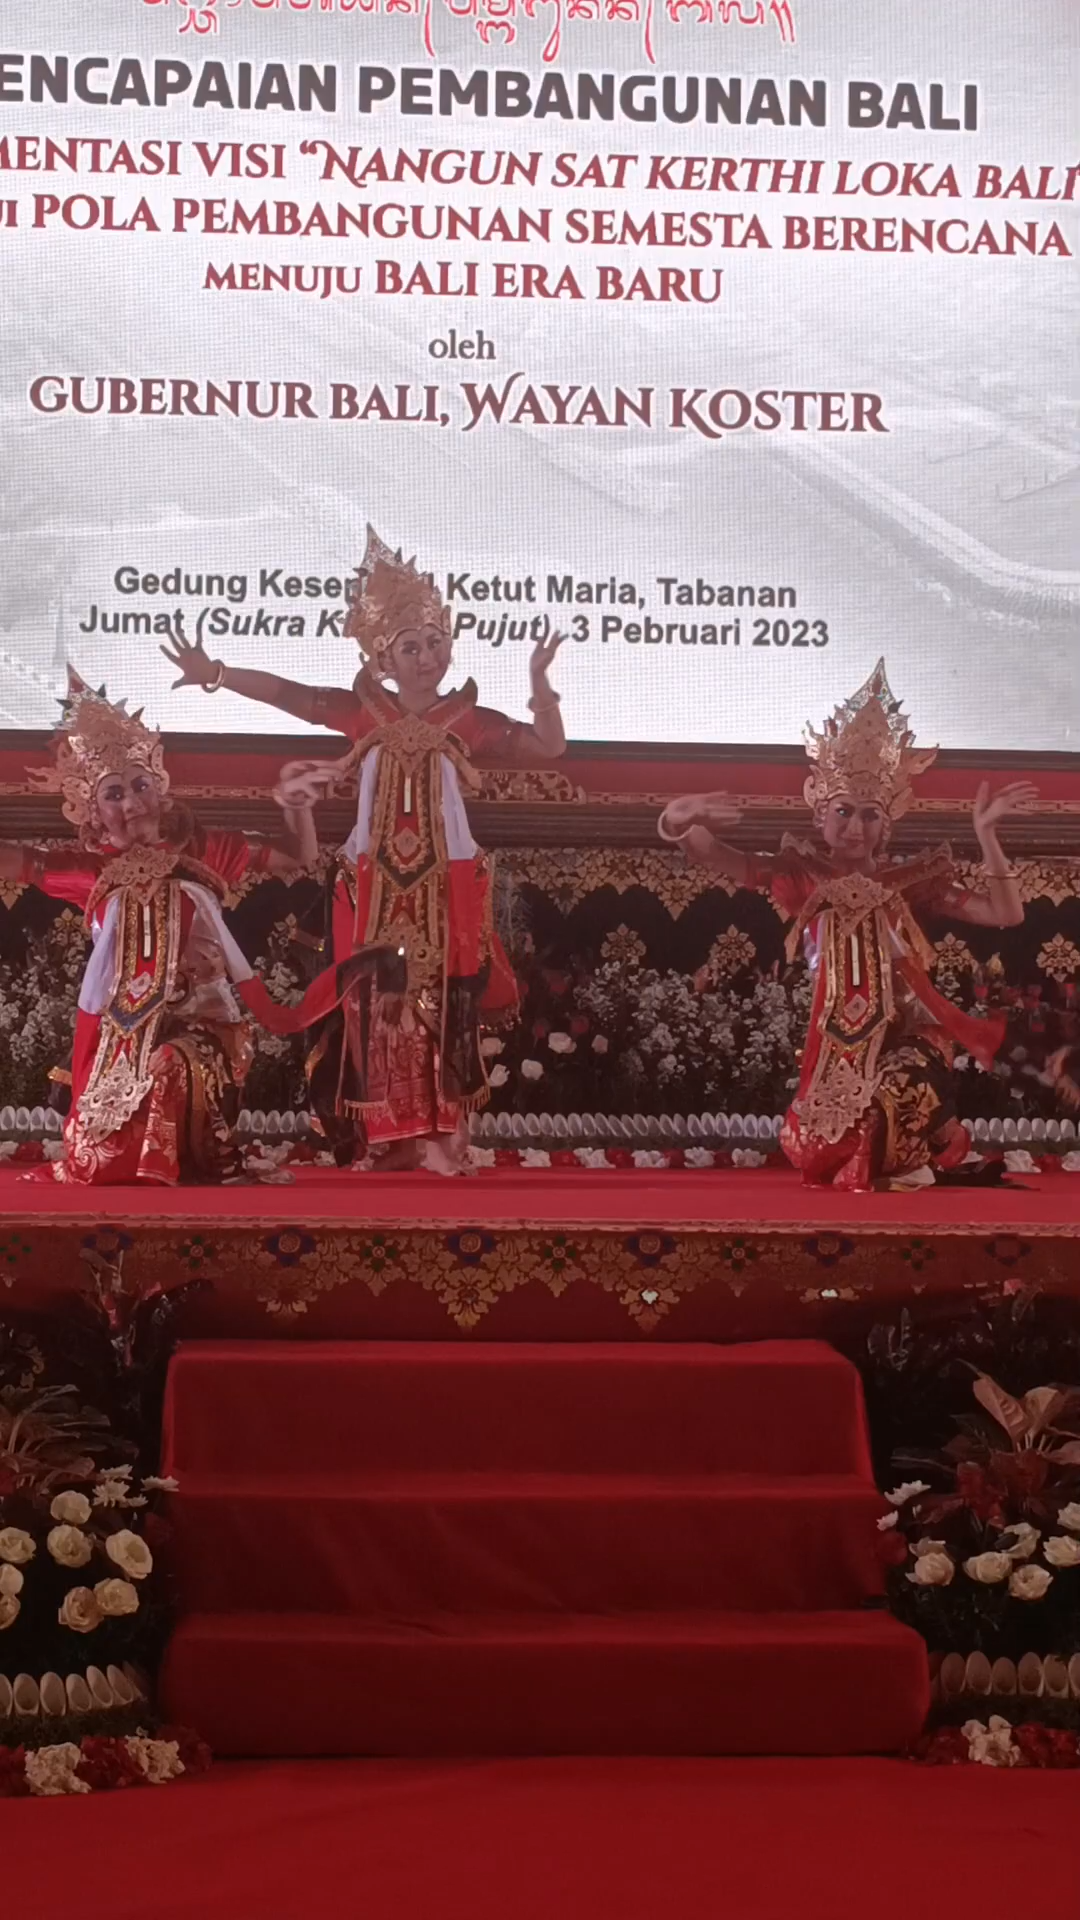 ENCAPAIAN PEMBANGUNAN BALI
MENTASI VISI “NANGUN SAT KERTHI LOKA BALI”
POLA PEMBANGUNAN SEMESTA BERENCANA
MENUJU BALI ERA BARU
oleh
GUBERNUR BALI, WAYAN KOSTER
Gedung Ketut Maria, Tabanan
Jumat (Sukra Pujut), 3 Pebruari 2023